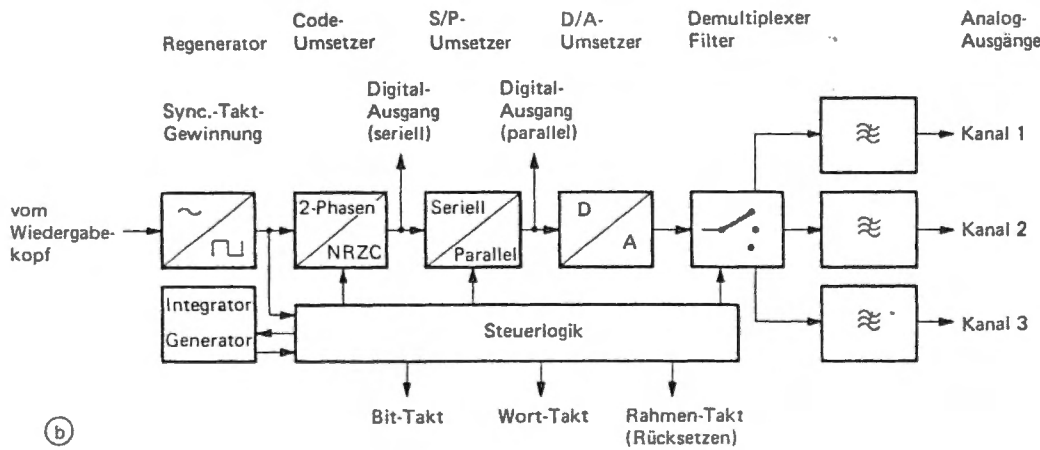 Regenerator
Code-
Umsetzer
S/P-
Umsetzer
D/A-
Umsetzer
Demultiplexer
Filter
Analog-
Ausgänge
Sync.-Takt-
Gewinnung
Digital-
Ausgang
(seriell)
Digital-
Ausgang
(parallel)
Kanal 1
vom
Wiedergabe-
kopf
2-Phasen
NRZC
Seriell
Parallel
D
A
Kanal 2
Integrator
Generator
Steuerlogik
Kanal 3
Bit-Takt
Wort-Takt
Rahmen-Takt
(Rücksetzen)
b